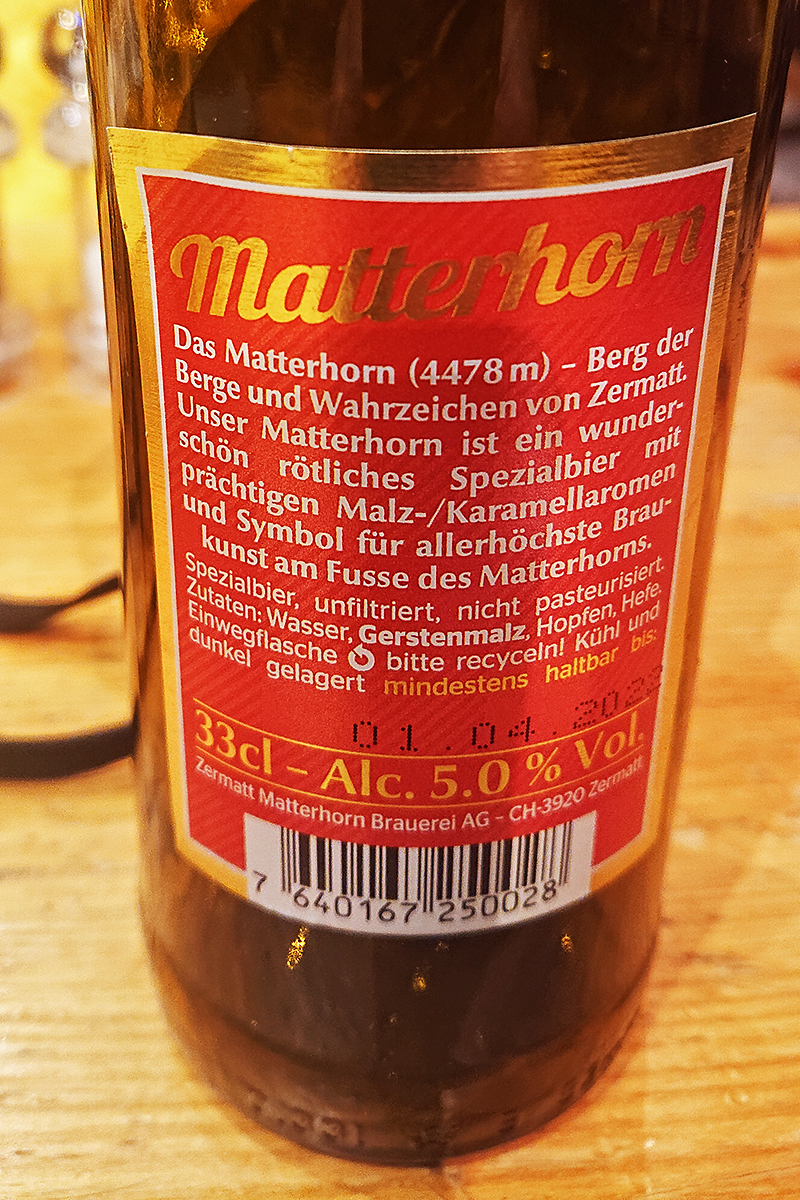 Matterhorn
Das Matterhorn (4478 m) – Berg der
Berge und Wahrzeichen von Zermatt.
Unser Matterhorn ist ein wunder-
schön rötliches Spezialbier mit
prächtigen Malz-/Karamellaromen
und Symbol für allerhöchste Brau-
kunst am Fusse des Matterhorns.
Spezialbier, unfiltriert, nicht pasteurisiert.
Zutaten: Wasser, Gerstenmalz, Hopfen, Hefe.
Einwegflasche bitte recyceln! Kühl und
dunkel gelagert mindestens haltbar bis:
01.04.
33cl – Alc. 5.0 % Vol.
Zermatt Matterhorn Brauerei AG – CH-3920 Zermatt
7 640167 250028